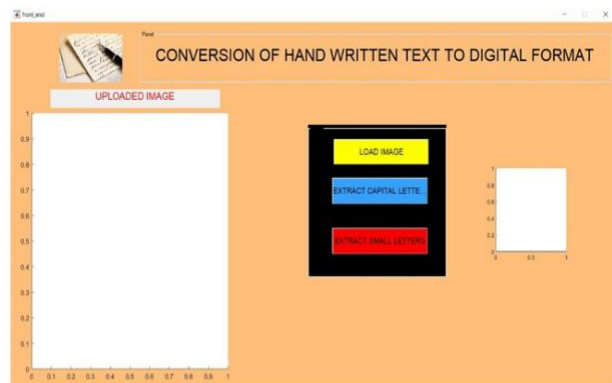 front_end
Panel
CONVERSION OF HAND WRITTEN TEXT TO DIGITAL FORMAT
UPLOADED IMAGE
1
0.9
0.8
0.7
0.6
0.5
0.4
0.3
0.2
0.1
0
0 0.1 0.2 0.3 0.4 0.5 0.6 0.7 0.8 0.9 1
LOAD IMAGE
EXTRACT CAPITAL LETTE...
EXTRACT SMALL LETTERS
1
0.8
0.6
0.4
0.2
0
0 0.5 1